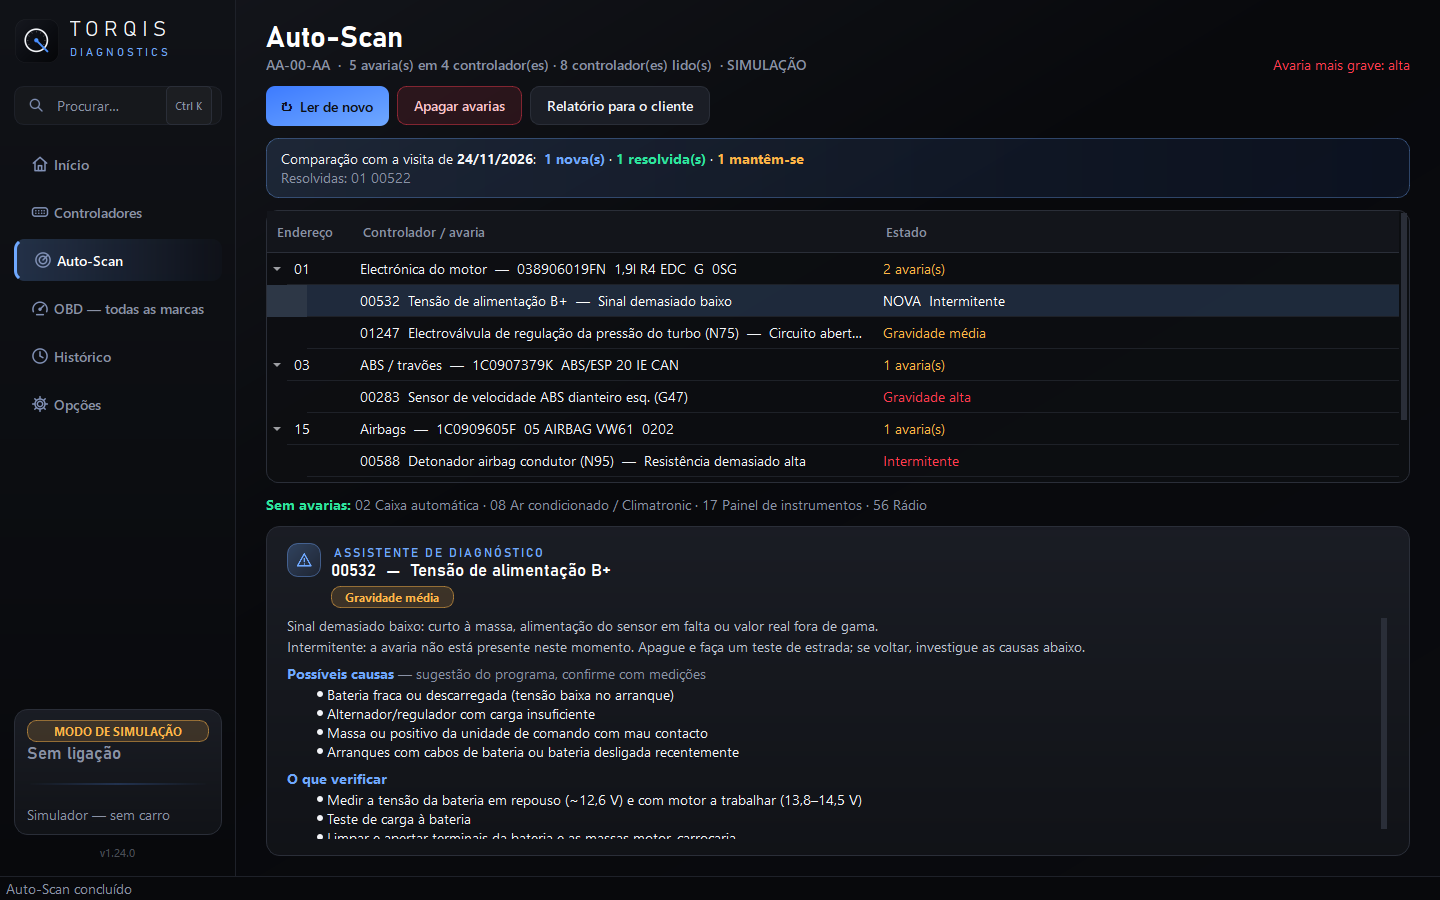 TORQIS
DIAGNOSTICS
Procurar...
Ctrl K
Início
Controladores
Auto-Scan
OBD — todas as marcas
Histórico
Opções
MODO DE SIMULAÇÃO
Sem ligação
Simulador — sem carro
v1.24.0
Auto-Scan
AA-00-AA · 5 avaria(s) em 4 controlador(es) · 8 controlador(es) lido(s) · SIMULAÇÃO
Avaria mais grave: alta
Ler de novo
Apagar avarias
Relatório para o cliente
Comparação com a visita de 24/11/2026: 1 nova(s) · 1 resolvida(s) · 1 mantêm-se
Resolvidas: 01 00522
Endereço Controlador / avaria Estado
01 Electrónica do motor — 038906019FN 1,9l R4 EDC G 0SG 2 avaria(s)
00532 Tensão de alimentação B+ — Sinal demasiado baixo NOVA Intermitente
01247 Electroválvula de regulação da pressão do turbo (N75) — Circuito abert... Gravidade média
03 ABS / travões — 1C0907379K ABS/ESP 20 IE CAN 1 avaria(s)
00283 Sensor de velocidade ABS dianteiro esq. (G47) Gravidade alta
15 Airbags — 1C0909605F 05 AIRBAG VW61 0202 1 avaria(s)
00588 Detonador airbag condutor (N95) — Resistência demasiado alta Intermitente
Sem avarias: 02 Caixa automática · 08 Ar condicionado / Climatronic · 17 Painel de instrumentos · 56 Rádio
ASSISTENTE DE DIAGNÓSTICO
00532 — Tensão de alimentação B+
Gravidade média
Sinal demasiado baixo: curto à massa, alimentação do sensor em falta ou valor real fora de gama.
Intermitente: a avaria não está presente neste momento. Apague e faça um teste de estrada; se voltar, investigue as causas abaixo.
Possíveis causas — sugestão do programa, confirme com medições
• Bateria fraca ou descarregada (tensão baixa no arranque)
• Alternador/regulador com carga insuficiente
• Massa ou positivo da unidade de comando com mau contacto
• Arranques com cabos de bateria ou bateria desligada recentemente
O que verificar
• Medir a tensão da bateria em repouso (~12,6 V) e com motor a trabalhar (13,8–14,5 V)
• Teste de carga à bateria
• Limpar e apertar terminais da bateria e as massas motor-carroçaria
Auto-Scan concluído